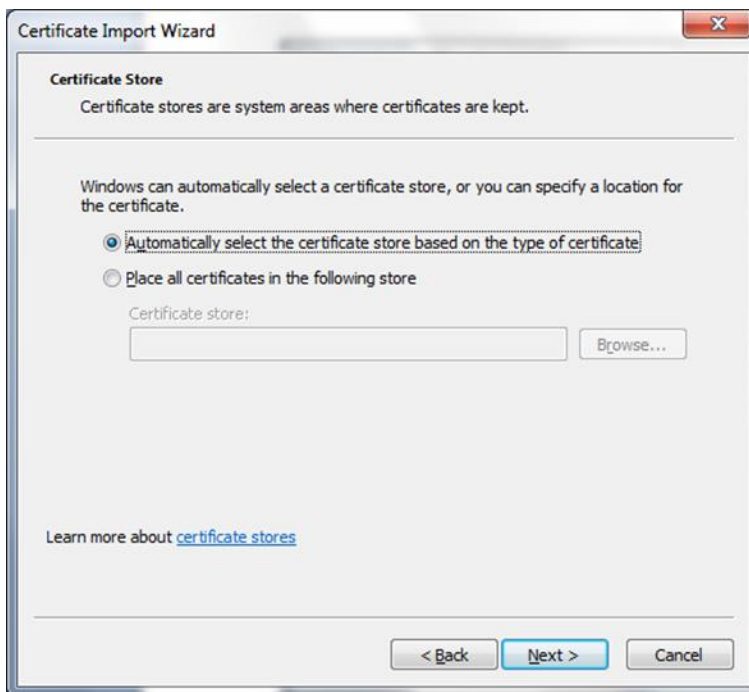 Certificate Import Wizard
Certificate Store
Certificate stores are system areas where certificates are kept.
Windows can automatically select a certificate store, or you can specify a location for
the certificate.
Automatically select the certificate store based on the type of certificate
Place all certificates in the following store
Certificate store:
Browse...
Learn more about certificate stores
< Back Next > Cancel